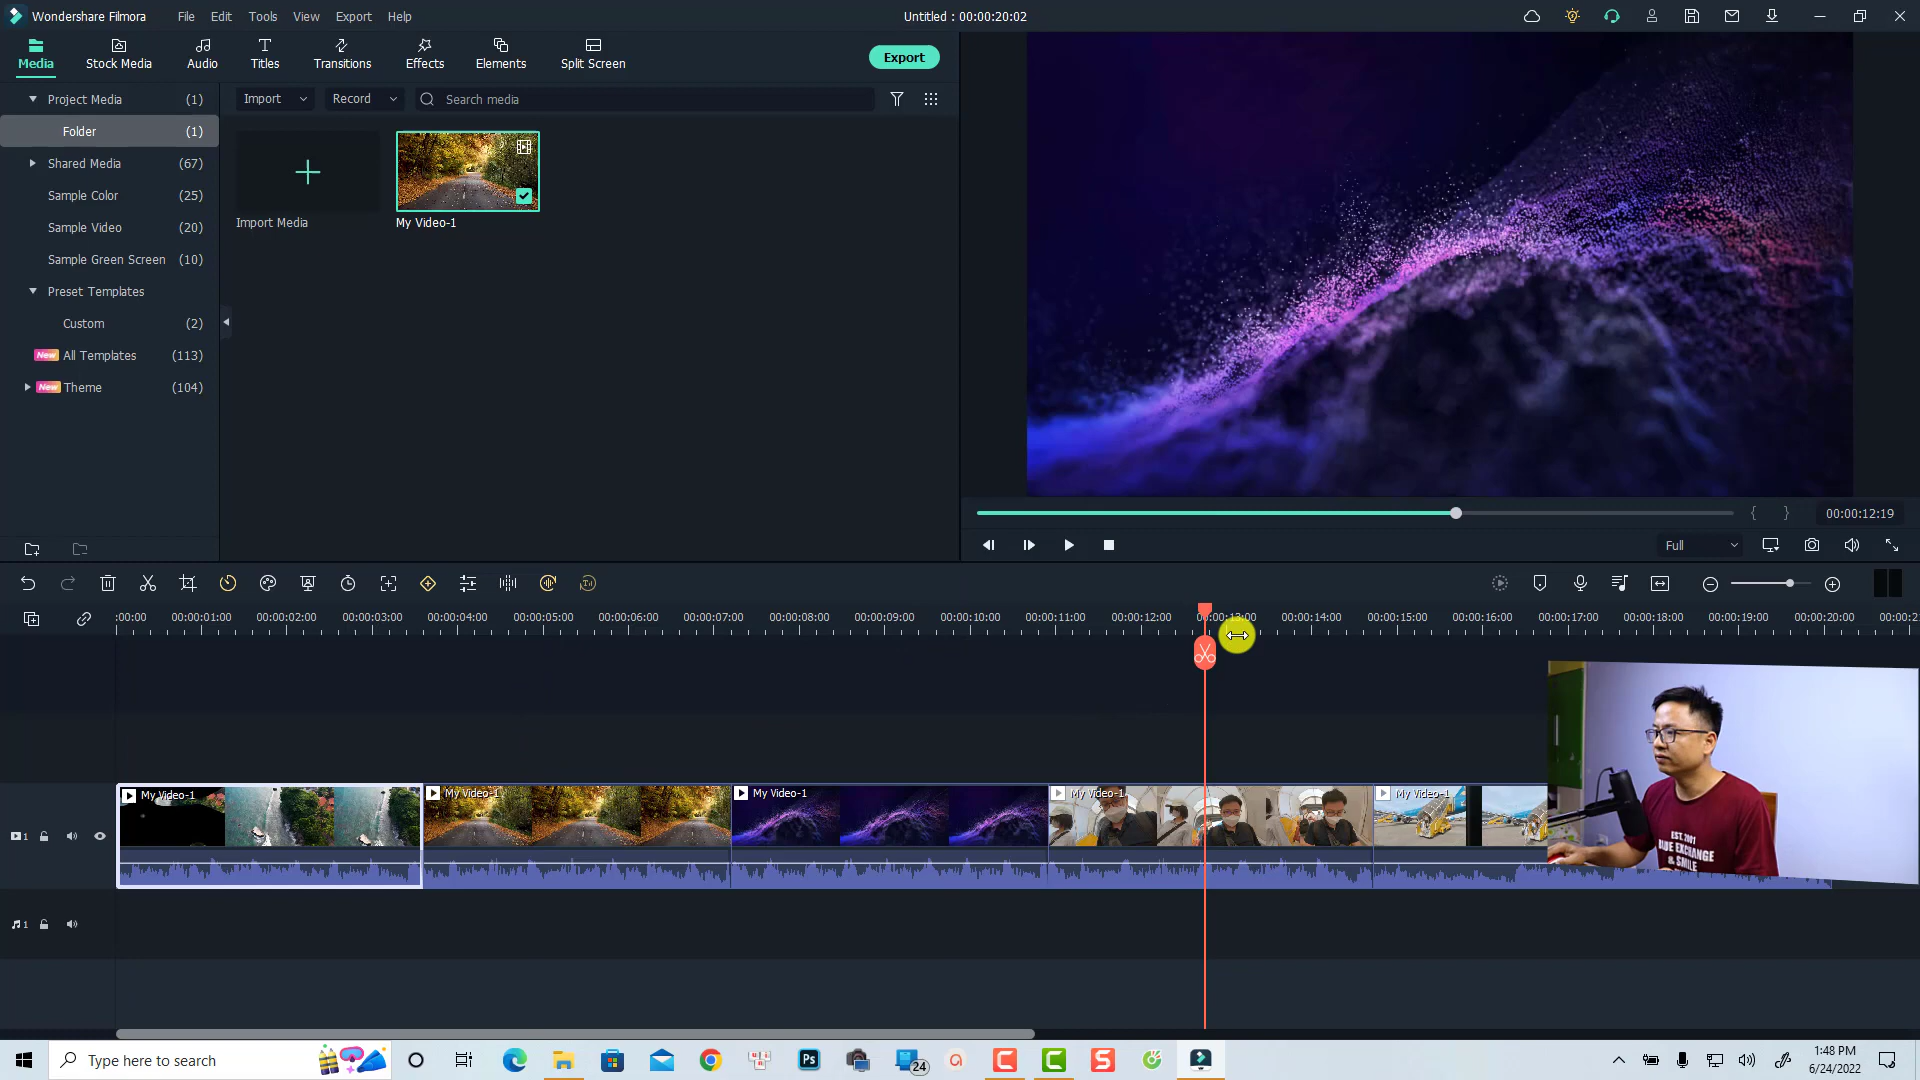 Wondershare Filmora File Edit Tools View Export Help Untitled : 00:00:20:02
Media Stock Media Audio Titles Transitions Effects Elements Split Screen Export
Project Media (1)
Folder (1)
Shared Media (67)
Sample Color (25)
Sample Video (20)
Sample Green Screen (10)
Preset Templates
Custom (2)
New All Templates (113)
New Theme (104)
Import Record Search media
Import Media
My Video-1
{ } 00:00:12:19
Full
:00:00 00:00:01:00 00:00:02:00 00:00:03:00 00:00:04:00 00:00:05:00 00:00:06:00 00:00:07:00 00:00:08:00 00:00:09:00 00:00:10:00 00:00:11:00 00:00:12:00 00:00:13:00 00:00:14:00 00:00:15:00 00:00:16:00 00:00:17:00 00:00:18:00 00:00:19:00 00:00:20:00 00:00:2
My Video-1 My Video-1 My Video-1 My Video-1 My Video-1
1
1
EST. 2001
BLUE EXCHANGE
& SMILE
Type here to search
Ps
24
C C S
1:48 PM
6/24/2022